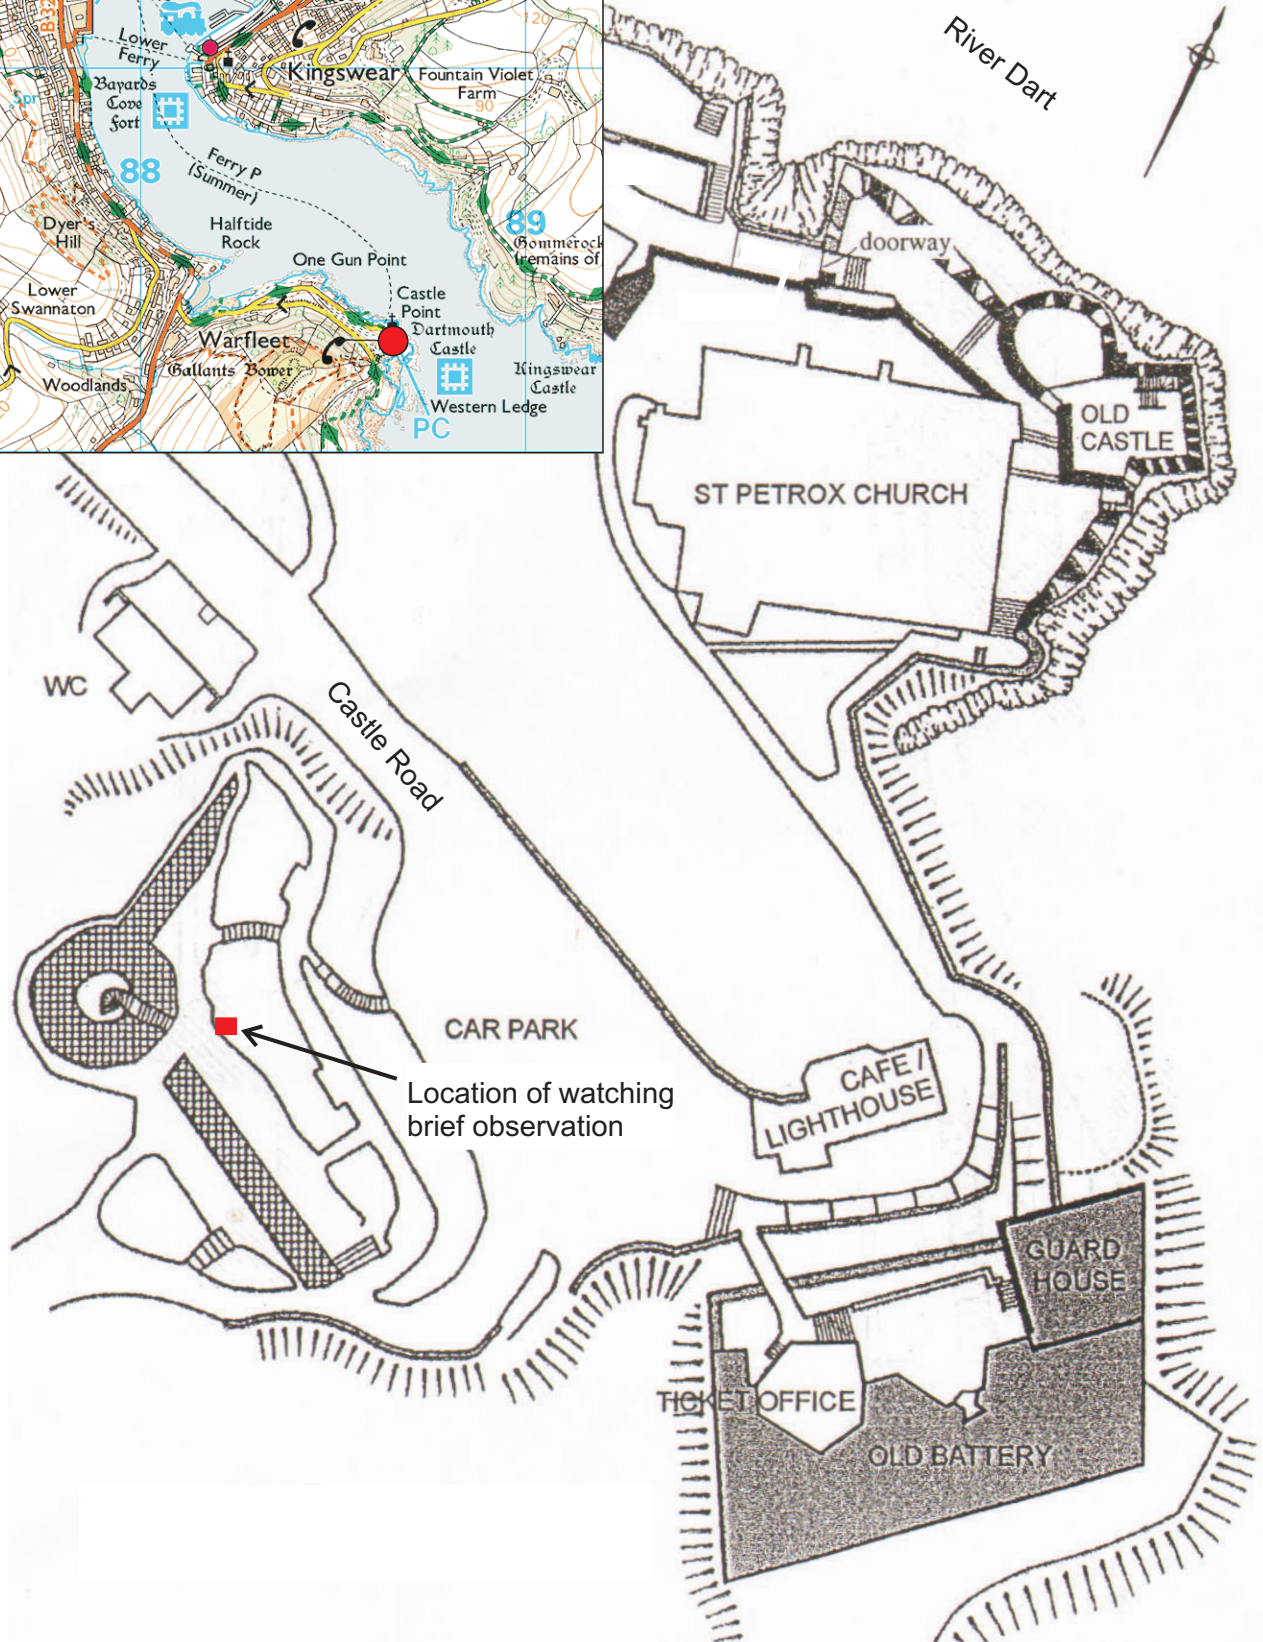 B 32
Lower
Ferry
Kingswear
Fountain Violet
Farm
90
120
Bayards
Cove
Fort
Spr
88
Ferry P
(Summer)
89
Gommerock
(remains of
Dyer's
Hill
Halftide
Rock
One Gun Point
Lower
Swannaton
Castle
Point
Dartmouth
Castle
Warfleet
Gallants Bower
Kingswear
Castle
Woodlands
Western Ledge
PC
River Dart
doorway
OLD
CASTLE
ST PETROX CHURCH
WC
Castle Road
CAR PARK
Location of watching
brief observation
CAFE /
LIGHTHOUSE
GUARD
HOUSE
TICKET OFFICE
OLD BATTERY